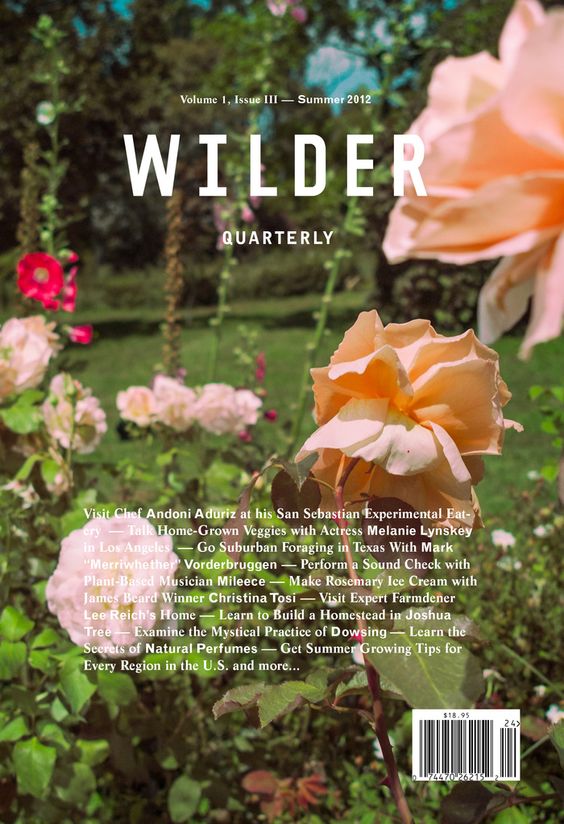 Volume 1, Issue III — Summer 2012
WILDER
QUARTERLY
Visit Chef Andoni Aduriz at his San Sebastian Experimental Eat-
ery — Talk Home-Grown Veggies with Actress Melanie Lynskey
in Los Angeles — Go Suburban Foraging in Texas With Mark
"Merriwhether" Vorderbruggen — Perform a Sound Check with
Plant-Based Musician Mileece — Make Rosemary Ice Cream with
James Beard Winner Christina Tosi — Visit Expert Farmdener
Lee Reich's Home — Learn to Build a Homestead in Joshua
Tree — Examine the Mystical Practice of Dowsing — Learn the
Secrets of Natural Perfumes — Get Summer Growing Tips for
Every Region in the U.S. and more...
$18.95
24>
0 74470 26215 2